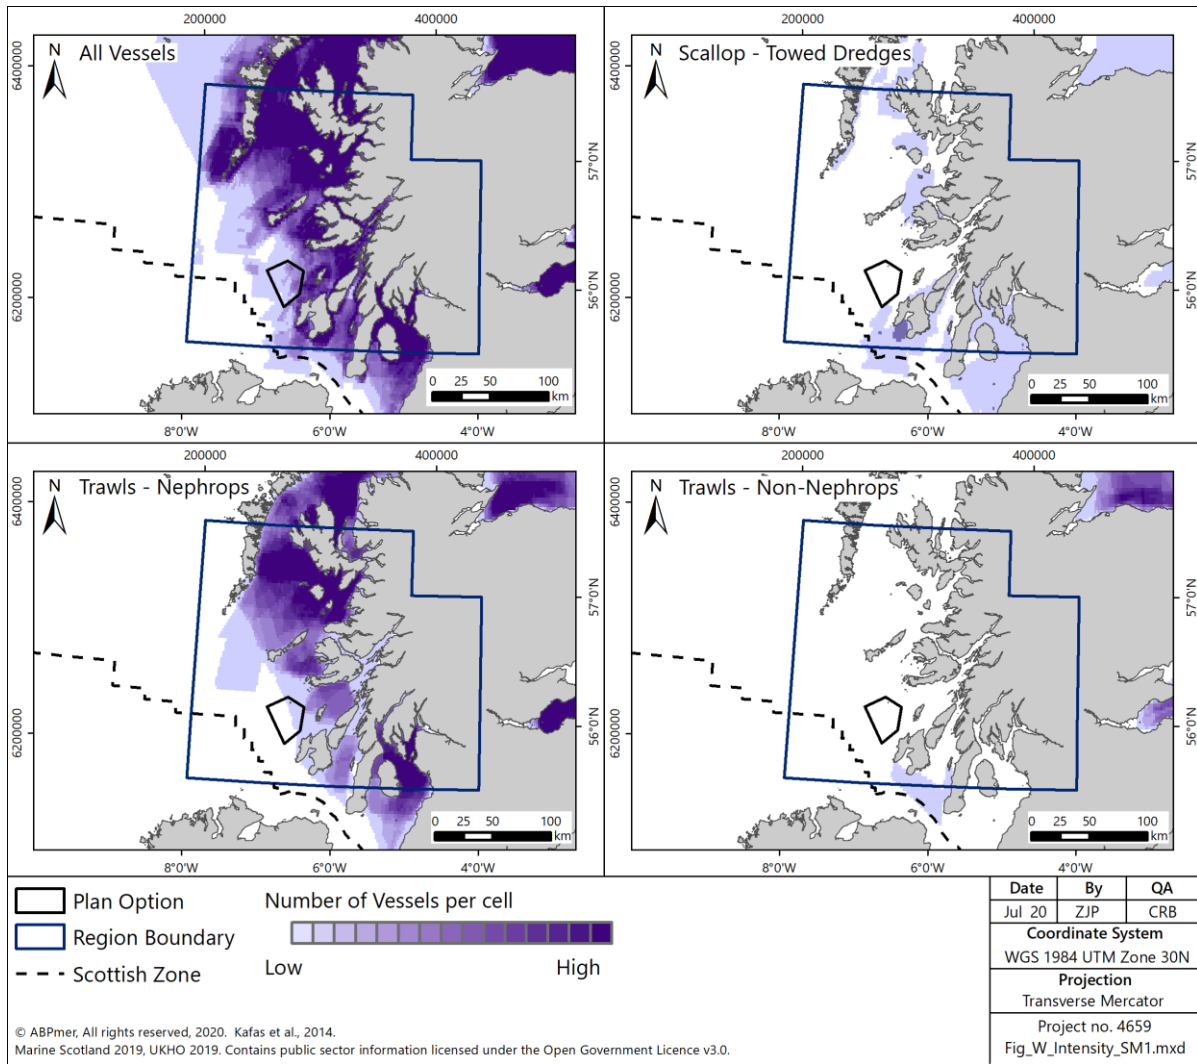 200000
400000
200000
400000
N
All Vessels
N
Scallop - Towed Dredges
6400000
6200000
57°0'N
56°0'N
6400000
6200000
57°0'N
56°0'N
0 25 50 100
km
0 25 50 100
km
8°0'W
6°0'W
4°0'W
8°0'W
6°0'W
4°0'W
200000
400000
200000
400000
N
Trawls - Nephrops
N
Trawls - Non-Nephrops
6400000
6200000
57°0'N
56°0'N
6400000
6200000
57°0'N
56°0'N
0 25 50 100
km
0 25 50 100
km
8°0'W
6°0'W
4°0'W
8°0'W
6°0'W
4°0'W
Plan Option
Region Boundary
Scottish Zone
Number of Vessels per cell
Low High
Date By QA
Jul 20 ZJP CRB
Coordinate System
WGS 1984 UTM Zone 30N
Projection
Transverse Mercator
Project no. 4659
Fig_W_Intensity_SM1.mxd
© ABPmer, All rights reserved, 2020. Kafas et al., 2014.
Marine Scotland 2019, UKHO 2019. Contains public sector information licensed under the Open Government Licence v3.0.